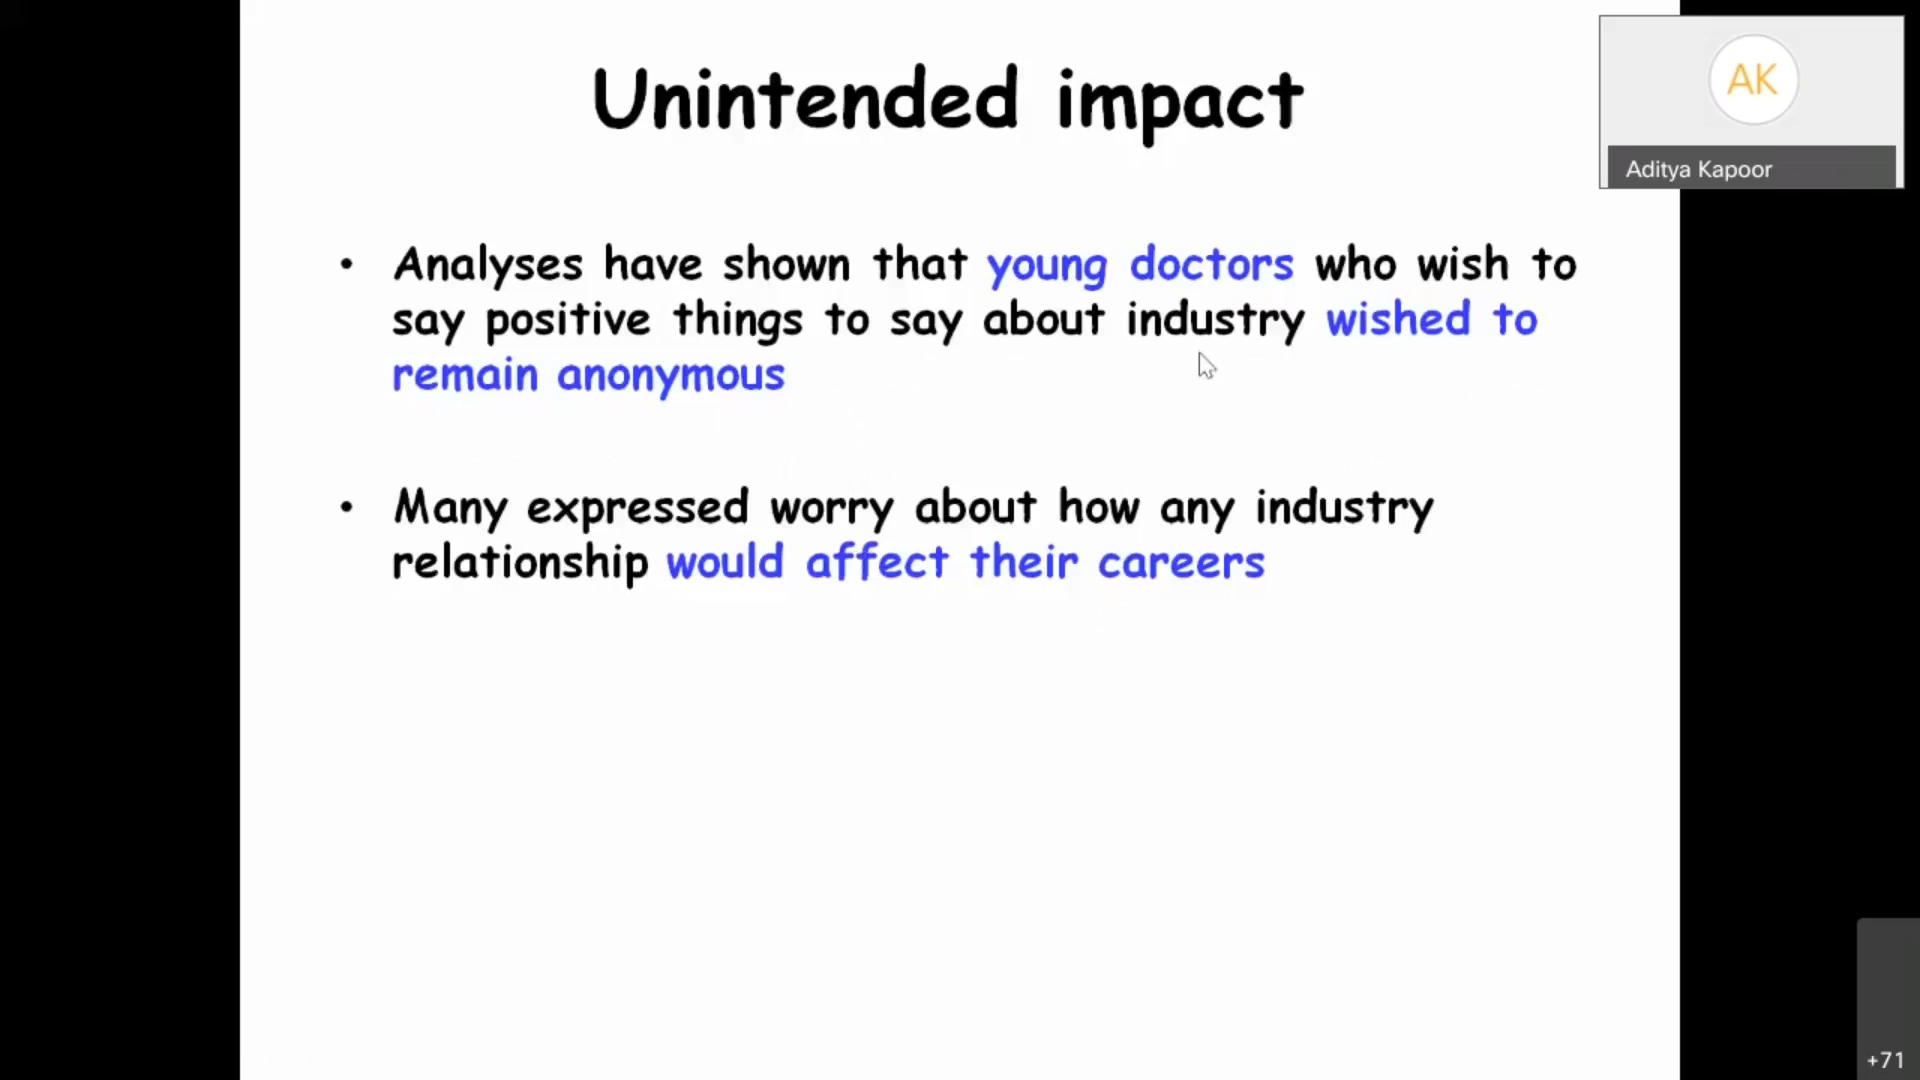 Unintended impact
AK
Aditya Kapoor
• Analyses have shown that young doctors who wish to
say positive things to say about industry wished to
remain anonymous
• Many expressed worry about how any industry
relationship would affect their careers
+71